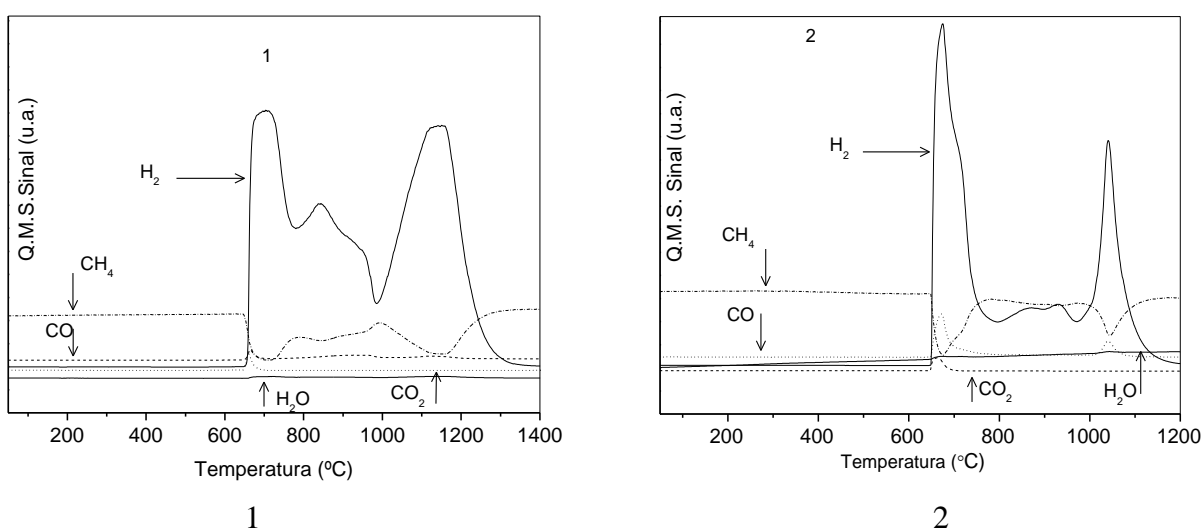 1
Q.M.S.Sinal (u.a.)
H2
CH4
CO
H2O
CO2
200 400 600 800 1000 1200 1400
Temperatura (ºC)
1
2
Q.M.S. Sinal (u.a.)
H2
CH4
CO
CO2
H2O
200 400 600 800 1000 1200
Temperatura (°C)
2